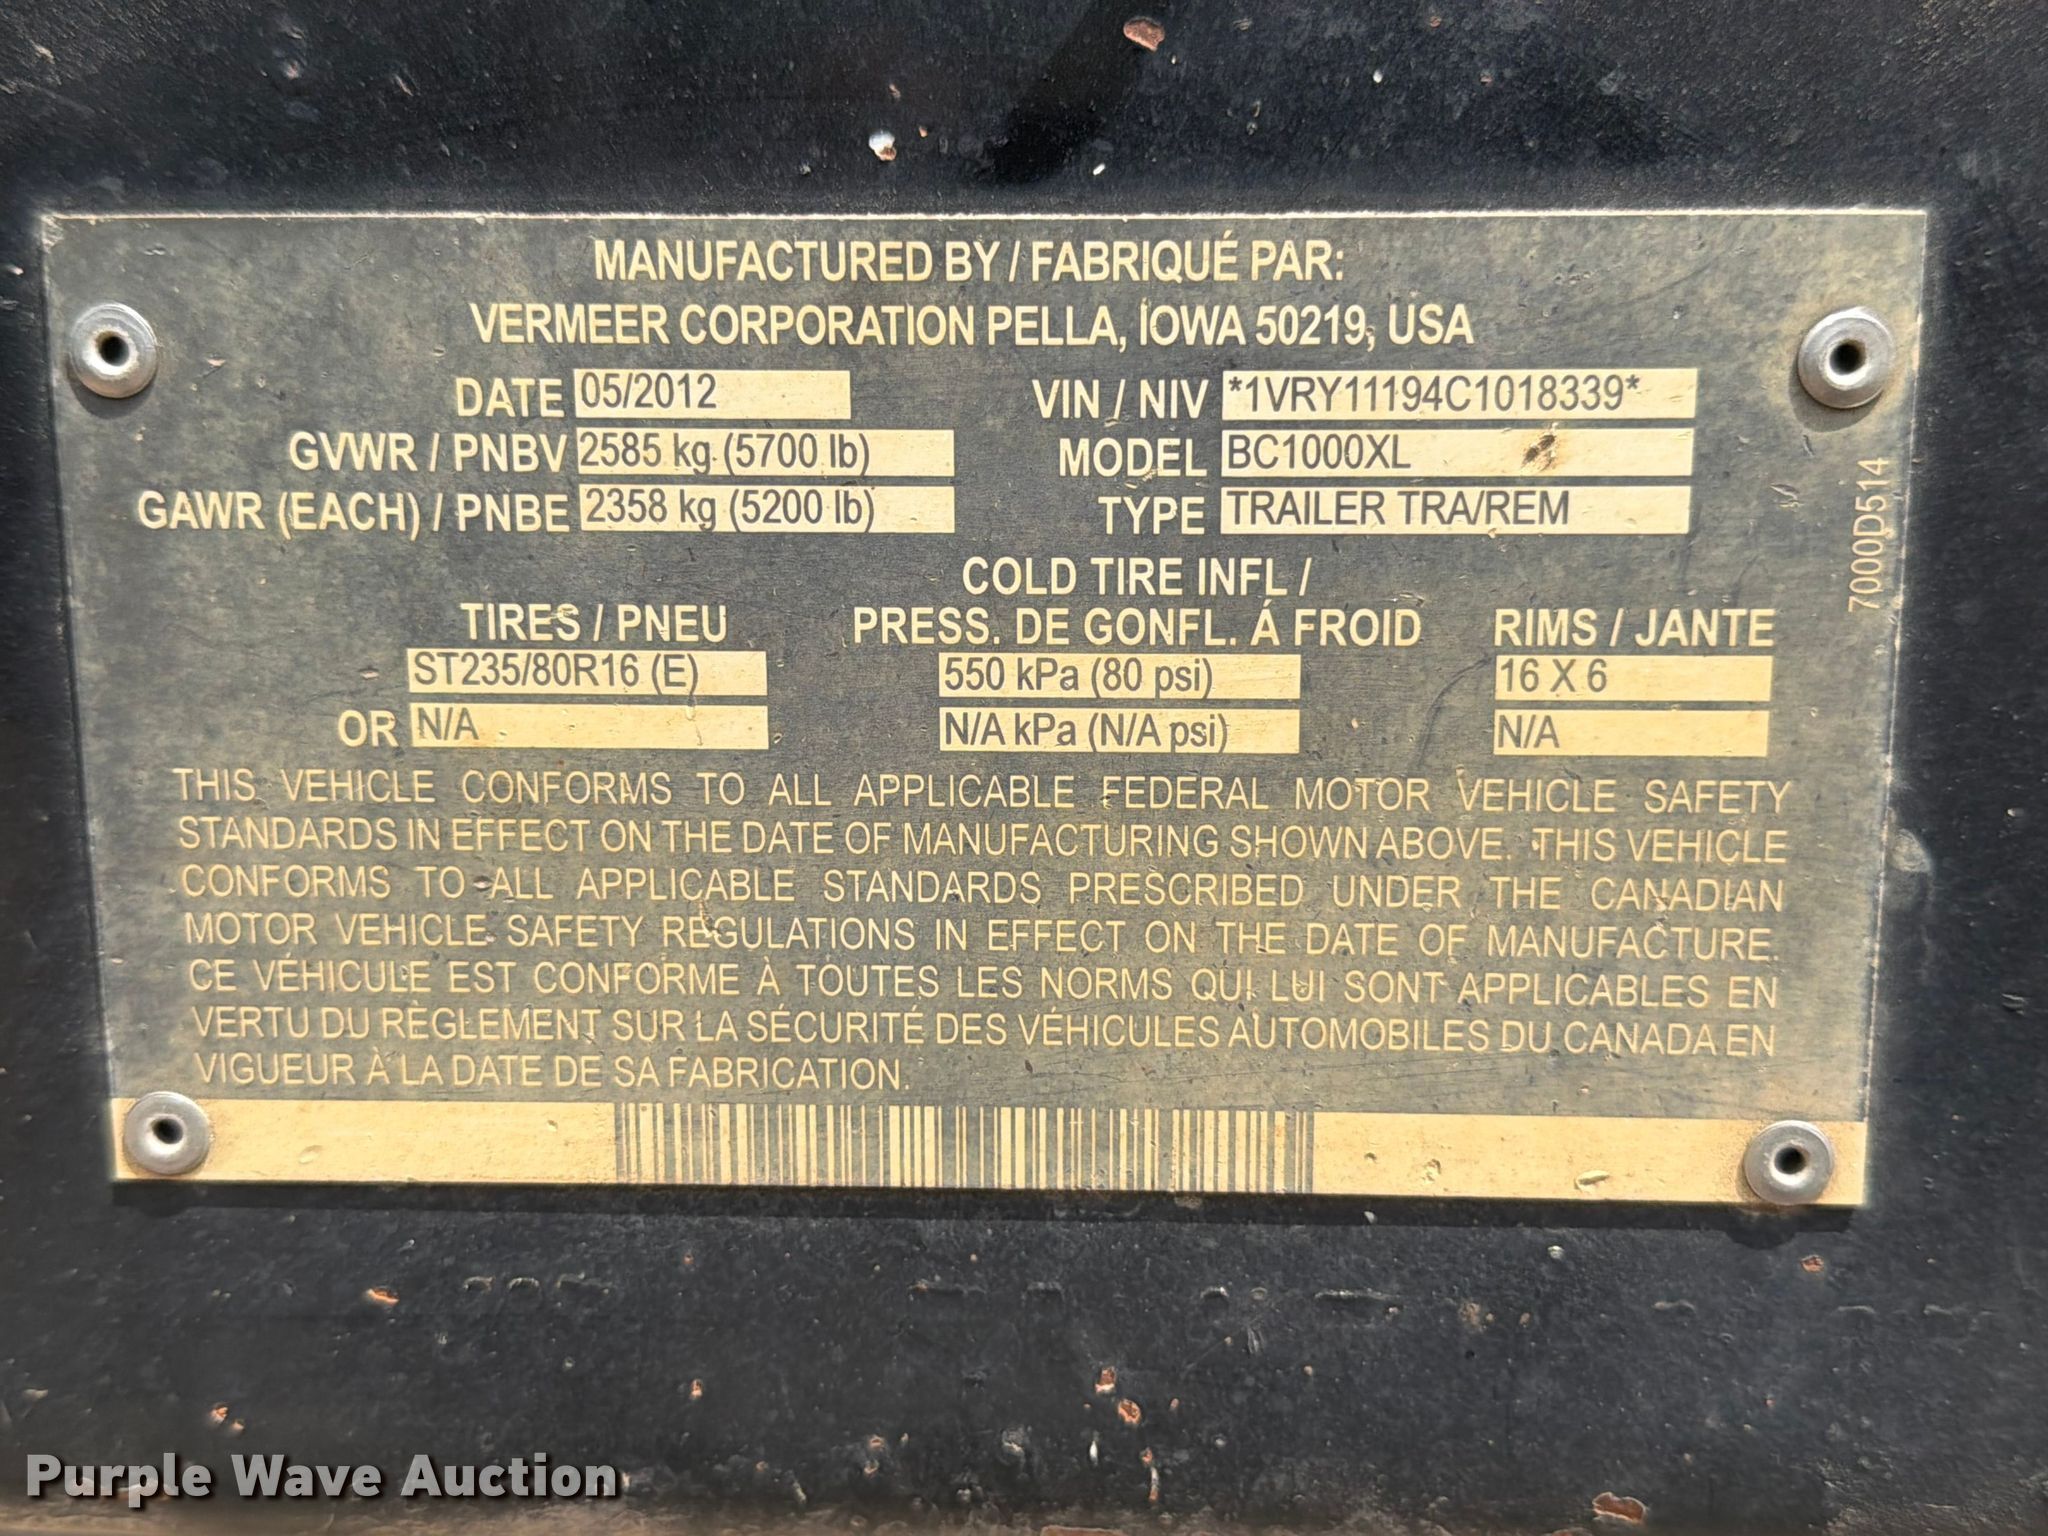 MANUFACTURED BY / FABRIQUÉ PAR:
VERMEER CORPORATION PELLA, IOWA 50219, USA
DATE 05/2012 VIN / NIV *1VRY11194C1018339*
GVWR / PNBV 2585 kg (5700 lb) MODEL BC1000XL
GAWR (EACH) / PNBE 2358 kg (5200 lb) TYPE TRAILER TRA/REM
7000D514
COLD TIRE INFL /
TIRES / PNEU PRESS. DE GONFL. Á FROID RIMS / JANTE
ST235/80R16 (E) 550 kPa (80 psi) 16 X 6
OR N/A N/A kPa (N/A psi) N/A
THIS VEHICLE CONFORMS TO ALL APPLICABLE FEDERAL MOTOR VEHICLE SAFETY
STANDARDS IN EFFECT ON THE DATE OF MANUFACTURING SHOWN ABOVE. THIS VEHICLE
CONFORMS TO ALL APPLICABLE STANDARDS PRESCRIBED UNDER THE CANADIAN
MOTOR VEHICLE SAFETY REGULATIONS IN EFFECT ON THE DATE OF MANUFACTURE.
CE VÉHICULE EST CONFORME À TOUTES LES NORMS QUI LUI SONT APPLICABLES EN
VERTU DU RÈGLEMENT SUR LA SÉCURITÉ DES VÉHICULES AUTOMOBILES DU CANADA EN
VIGUEUR À LA DATE DE SA FABRICATION.
Purple Wave Auction